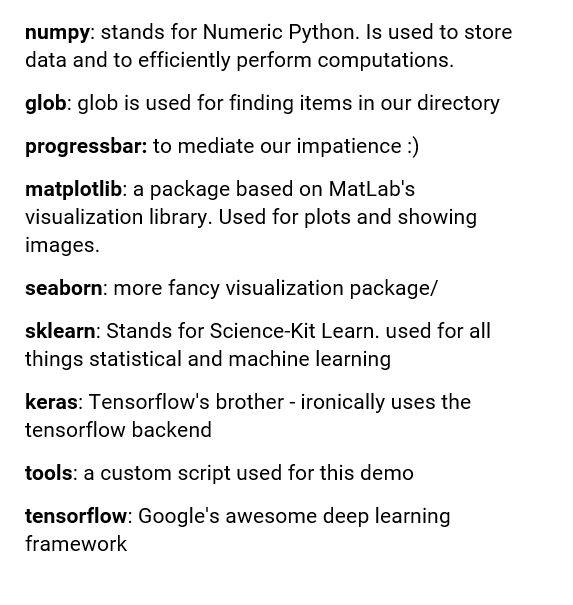 numpy: stands for Numeric Python. Is used to store
data and to efficiently perform computations.
glob: glob is used for finding items in our directory
progressbar: to mediate our impatience :)
matplotlib: a package based on MatLab's
visualization library. Used for plots and showing
images.
seaborn: more fancy visualization package/
sklearn: Stands for Science-Kit Learn. used for all
things statistical and machine learning
keras: Tensorflow's brother - ironically uses the
tensorflow backend
tools: a custom script used for this demo
tensorflow: Google's awesome deep learning
framework